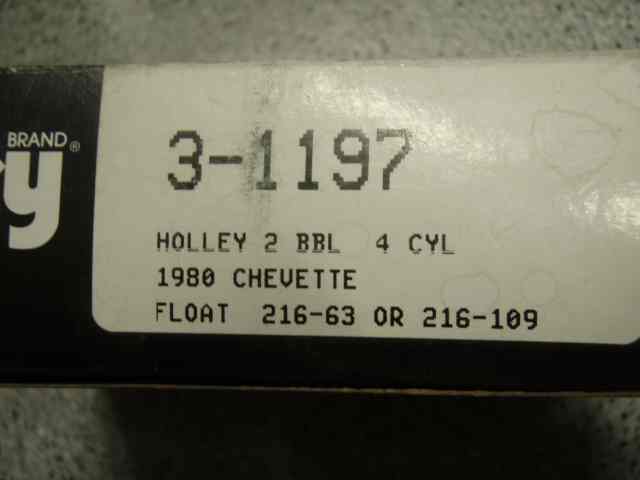 BRAND®
y
3-1197
HOLLEY 2 BBL 4 CYL
1980 CHEVETTE
FLOAT 216-63 OR 216-109